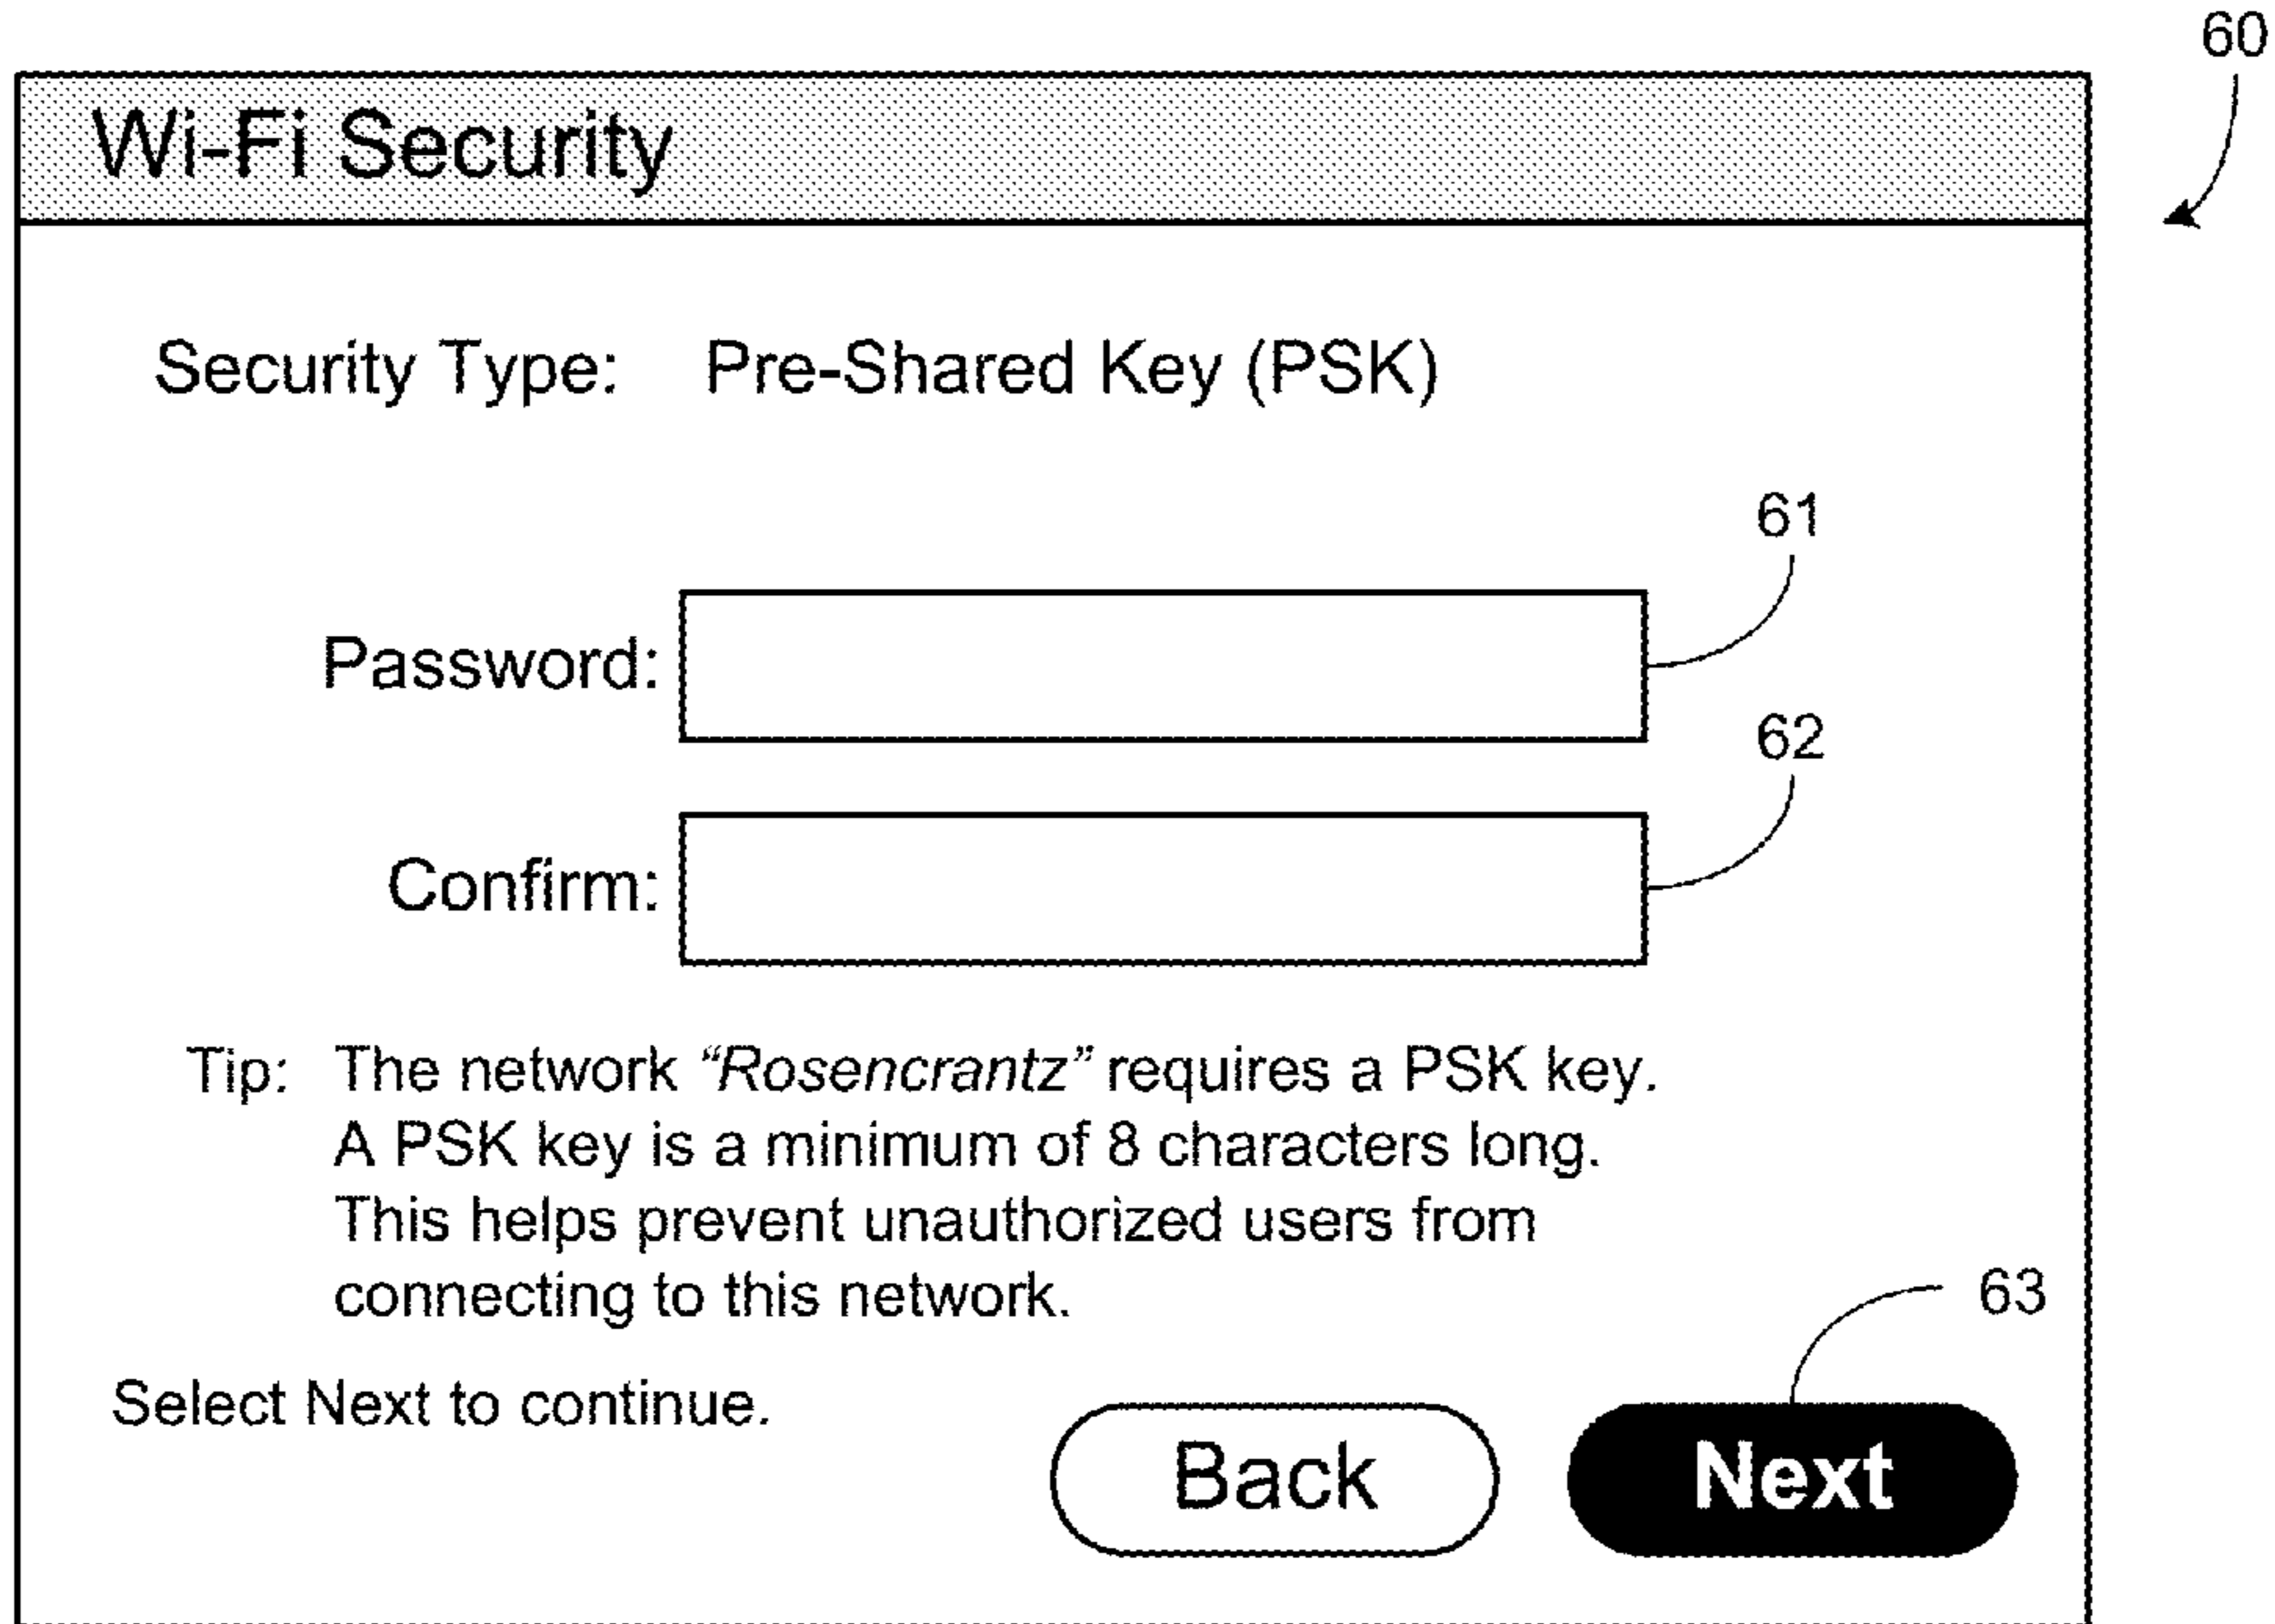 60
Wi-Fi Security
Security Type: Pre-Shared Key (PSK)
61
Password:
62
Confirm:
Tip: The network “Rosencrantz” requires a PSK key.
A PSK key is a minimum of 8 characters long.
This helps prevent unauthorized users from
connecting to this network.
63
Select Next to continue.
Back Next